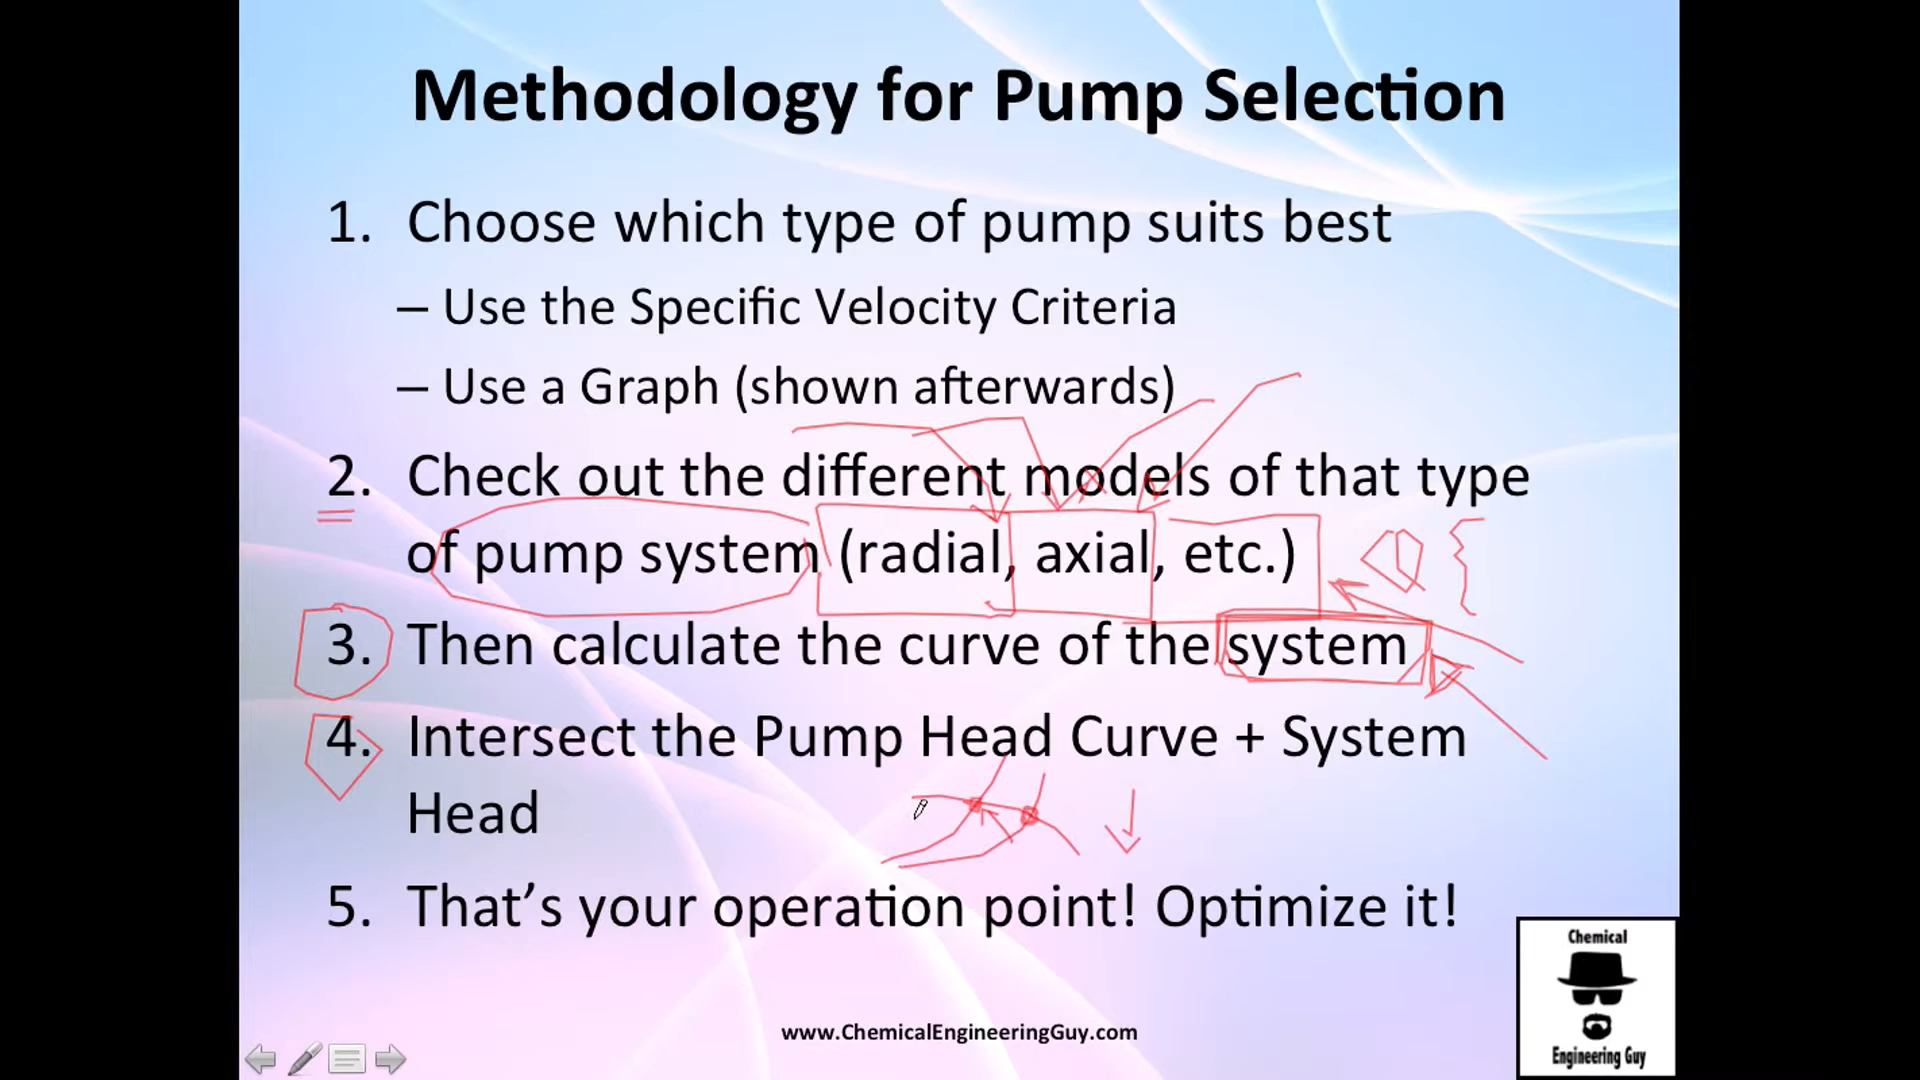 Methodology for Pump Selection
1. Choose which type of pump suits best
– Use the Specific Velocity Criteria
– Use a Graph (shown afterwards)
2. Check out the different models of that type
of pump system (radial, axial, etc.)
3. Then calculate the curve of the system
4. Intersect the Pump Head Curve + System
Head
5. That's your operation point! Optimize it!
www.ChemicalEngineeringGuy.com
Chemical
Engineering Guy